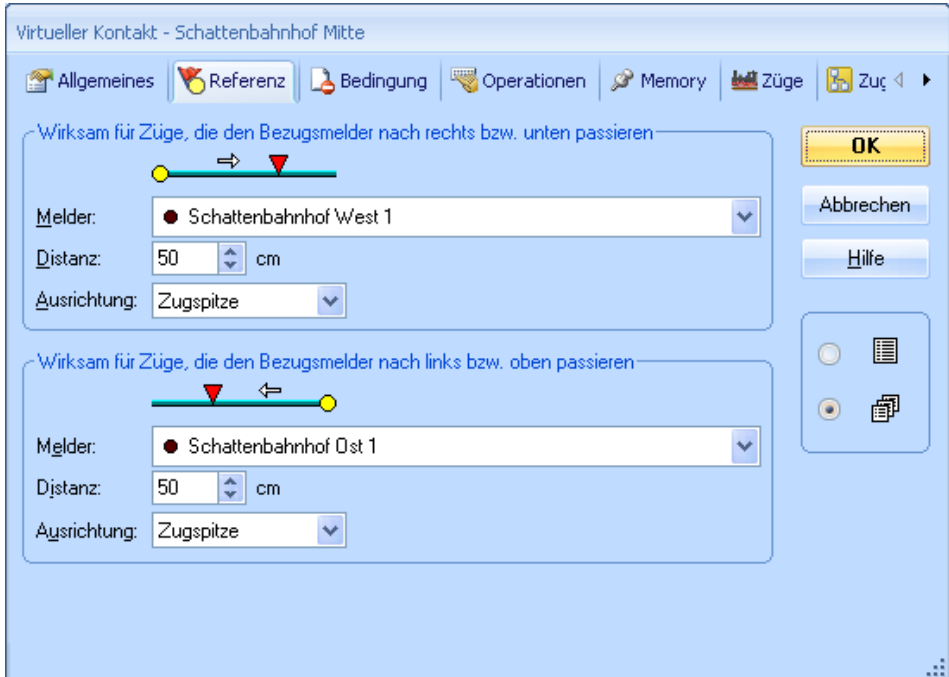 Virtueller Kontakt - Schattenbahnhof Mitte
Allgemeines Referenz Bedingung Operationen Memory Züge Zug
Wirksam für Züge, die den Bezugsmelder nach rechts bzw. unten passieren
Melder: Schattenbahnhof West 1
Distanz: 50 cm
Ausrichtung: Zugspitze
Wirksam für Züge, die den Bezugsmelder nach links bzw. oben passieren
Melder: Schattenbahnhof Ost 1
Distanz: 50 cm
Ausrichtung: Zugspitze
OK
Abbrechen
Hilfe